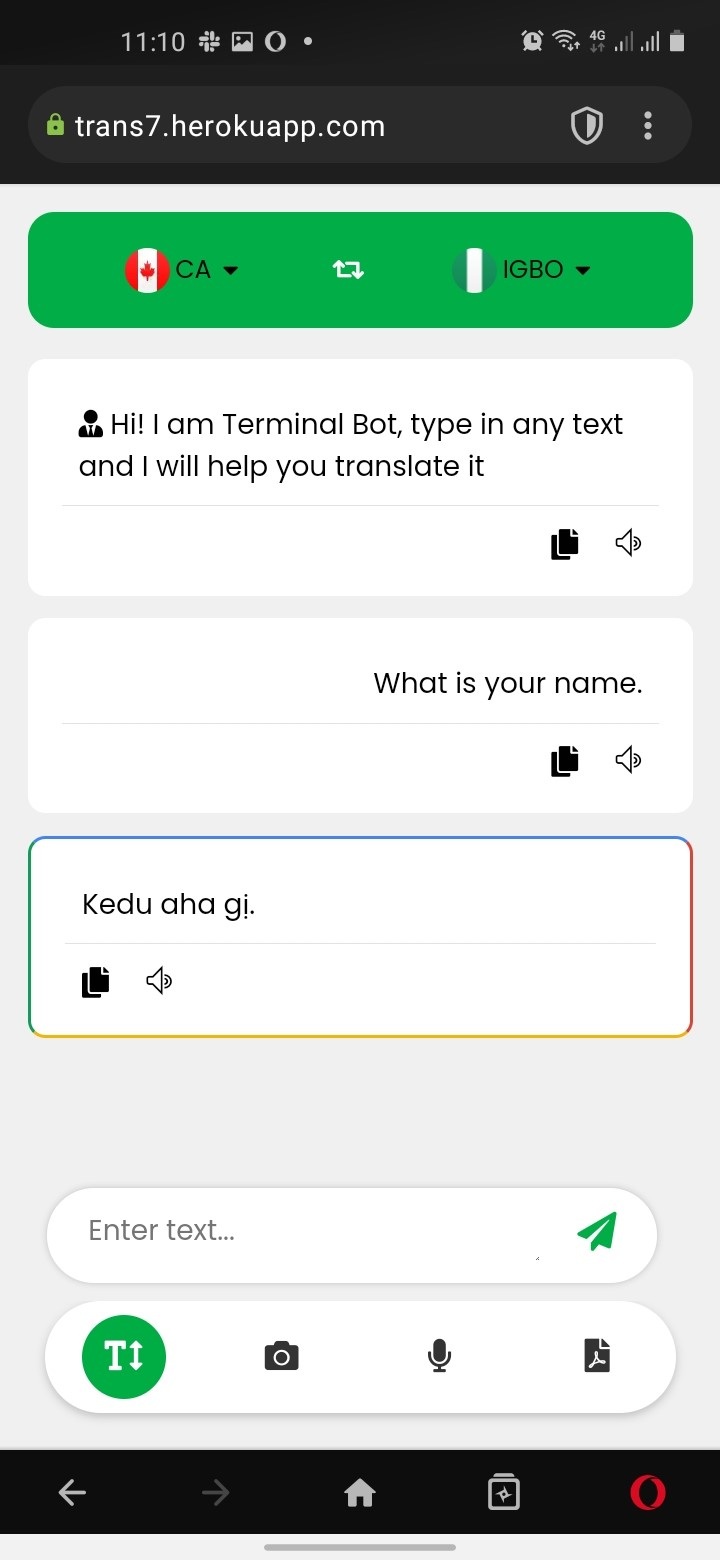 11:10
4G
trans7.herokuapp.com
CA
IGBO
Hi! I am Terminal Bot, type in any text
and I will help you translate it
What is your name.
Kedu aha gị.
Enter text...
T